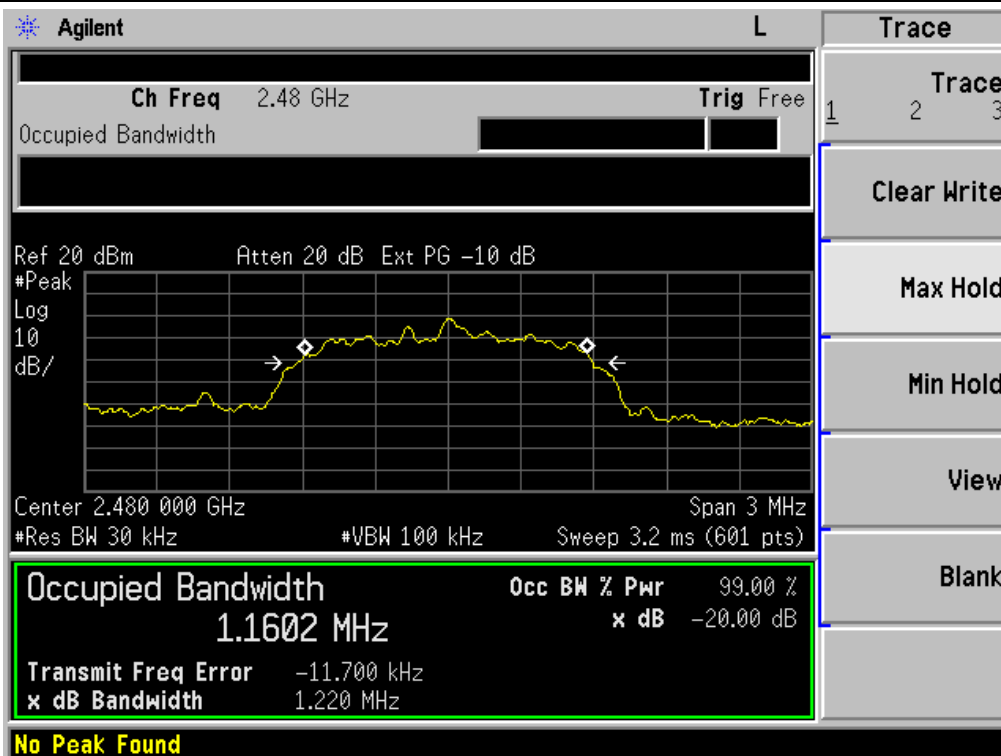 Agilent L
Ch Freq 2.48 GHz Trig Free
Occupied Bandwidth
Ref 20 dBm Atten 20 dB Ext PG -10 dB
#Peak
Log
10
dB/
Center 2.480 000 GHz Span 3 MHz
#Res BW 30 kHz #VBW 100 kHz Sweep 3.2 ms (601 pts)
Occupied Bandwidth Occ BW % Pwr 99.00 %
1.1602 MHz x dB -20.00 dB
Transmit Freq Error -11.700 kHz
x dB Bandwidth 1.220 MHz
No Peak Found
Trace
Trace
1 2 3
Clear Write
Max Hold
Min Hold
View
Blank